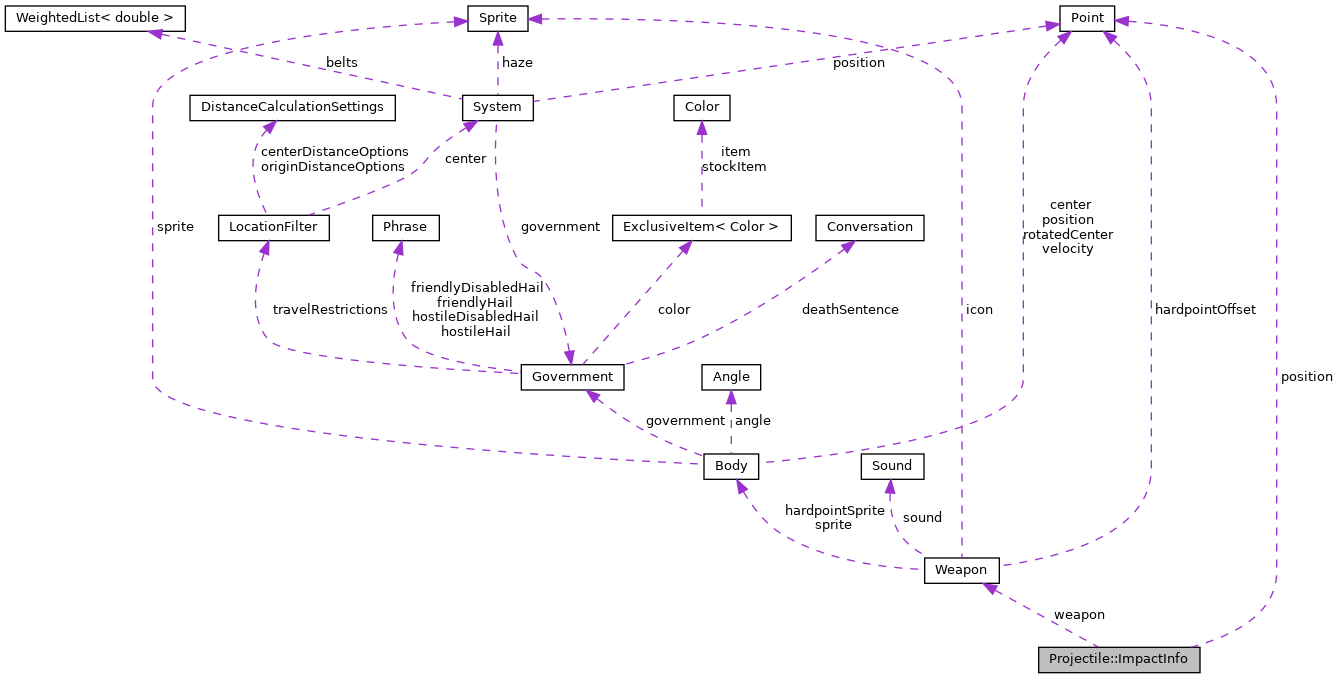 WeightedList< double >
Sprite
Point
belts
haze
position
DistanceCalculationSettings
System
Color
centerDistanceOptions
originDistanceOptions
center
item
stockItem
sprite
LocationFilter
Phrase
government
ExclusiveItem< Color >
Conversation
center
position
rotatedCenter
velocity
travelRestrictions
friendlyDisabledHail
friendlyHail
hostileDisabledHail
hostileHail
color
deathSentence
icon
hardpointOffset
Government
Angle
position
government
angle
Body
Sound
hardpointSprite
sprite
sound
Weapon
weapon
Projectile::ImpactInfo